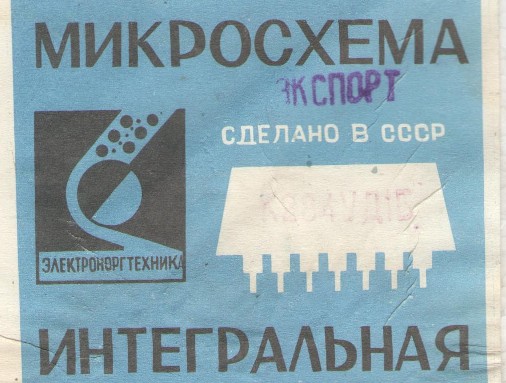 МИКРОСХЕМА
ЭКСПОРТ
СДЕЛАНО В СССР
ЭЛЕКТРОНОРГТЕХНИКА
ИНТЕГРАЛЬНАЯ